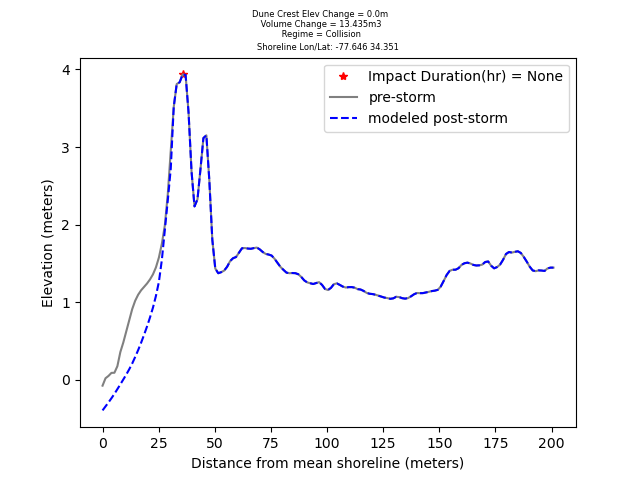 Dune Crest Elev Change = 0.0m
Volume Change = 13.435m3
Regime = Collision
Shoreline Lon/Lat: -77.646 34.351
Impact Duration(hr) = None
pre-storm
modeled post-storm
Elevation (meters)
4
3
2
1
0
0 25 50 75 100 125 150 175 200
Distance from mean shoreline (meters)